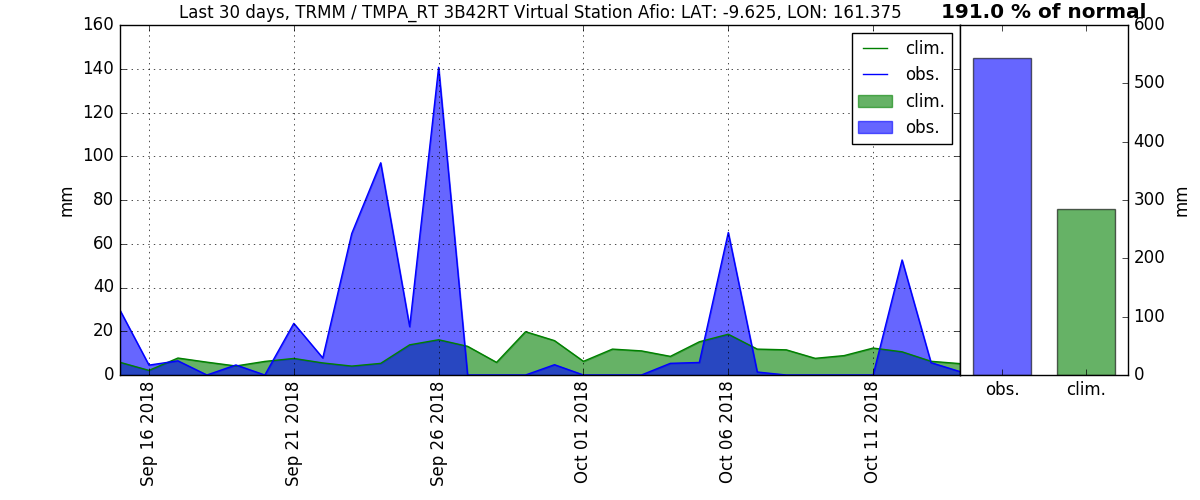 Last 30 days, TRMM / TMPA_RT 3B42RT Virtual Station Afio: LAT: -9.625, LON: 161.375
191.0 % of normal
160
140
120
100
80
60
40
20
0
mm
clim.
obs.
clim.
obs.
Sep 16 2018
Sep 21 2018
Sep 26 2018
Oct 01 2018
Oct 06 2018
Oct 11 2018
600
500
400
300
200
100
0
mm
obs.
clim.